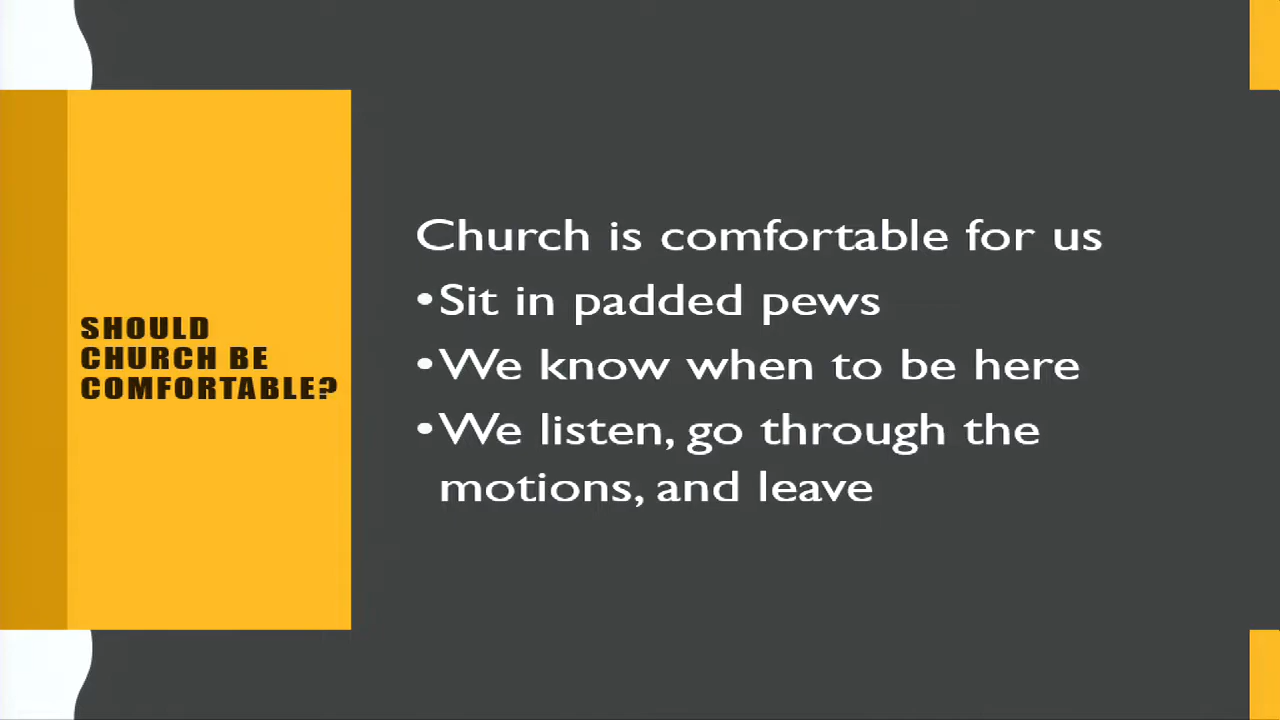 SHOULD
CHURCH BE
COMFORTABLE?
Church is comfortable for us
•Sit in padded pews
•We know when to be here
•We listen, go through the
motions, and leave